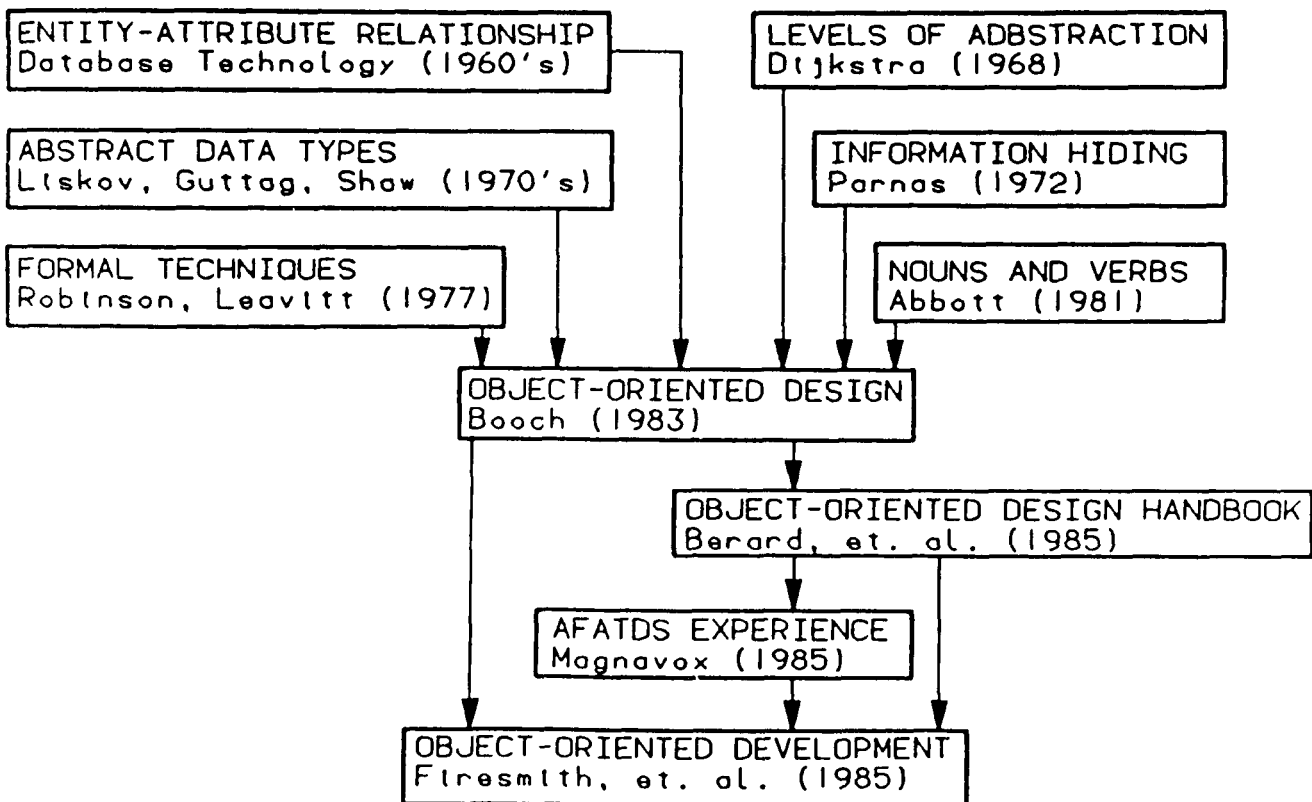 ENTITY-ATTRIBUTE RELATIONSHIP
Database Technology (1960's)
LEVELS OF ADBSTRACTION
Dijkstra (1968)
ABSTRACT DATA TYPES
Liskov, Guttag, Shaw (1970's)
INFORMATION HIDING
Parnas (1972)
FORMAL TECHNIQUES
Robinson, Leavitt (1977)
NOUNS AND VERBS
Abbott (1981)
OBJECT-ORIENTED DESIGN
Booch (1983)
OBJECT-ORIENTED DESIGN HANDBOOK
Berard, et. al. (1985)
AFATDS EXPERIENCE
Magnavox (1985)
OBJECT-ORIENTED DEVELOPMENT
Firesmith, et. al. (1985)